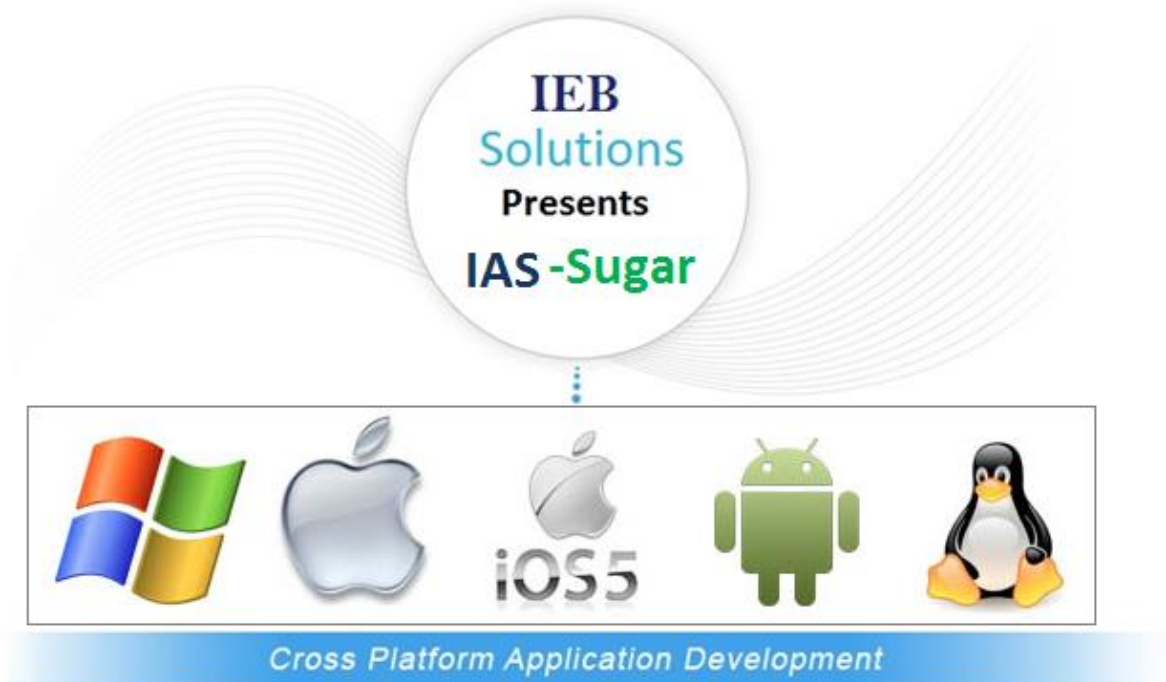 IEB
Solutions
Presents
IAS -Sugar
iOS5
Cross Platform Application Development